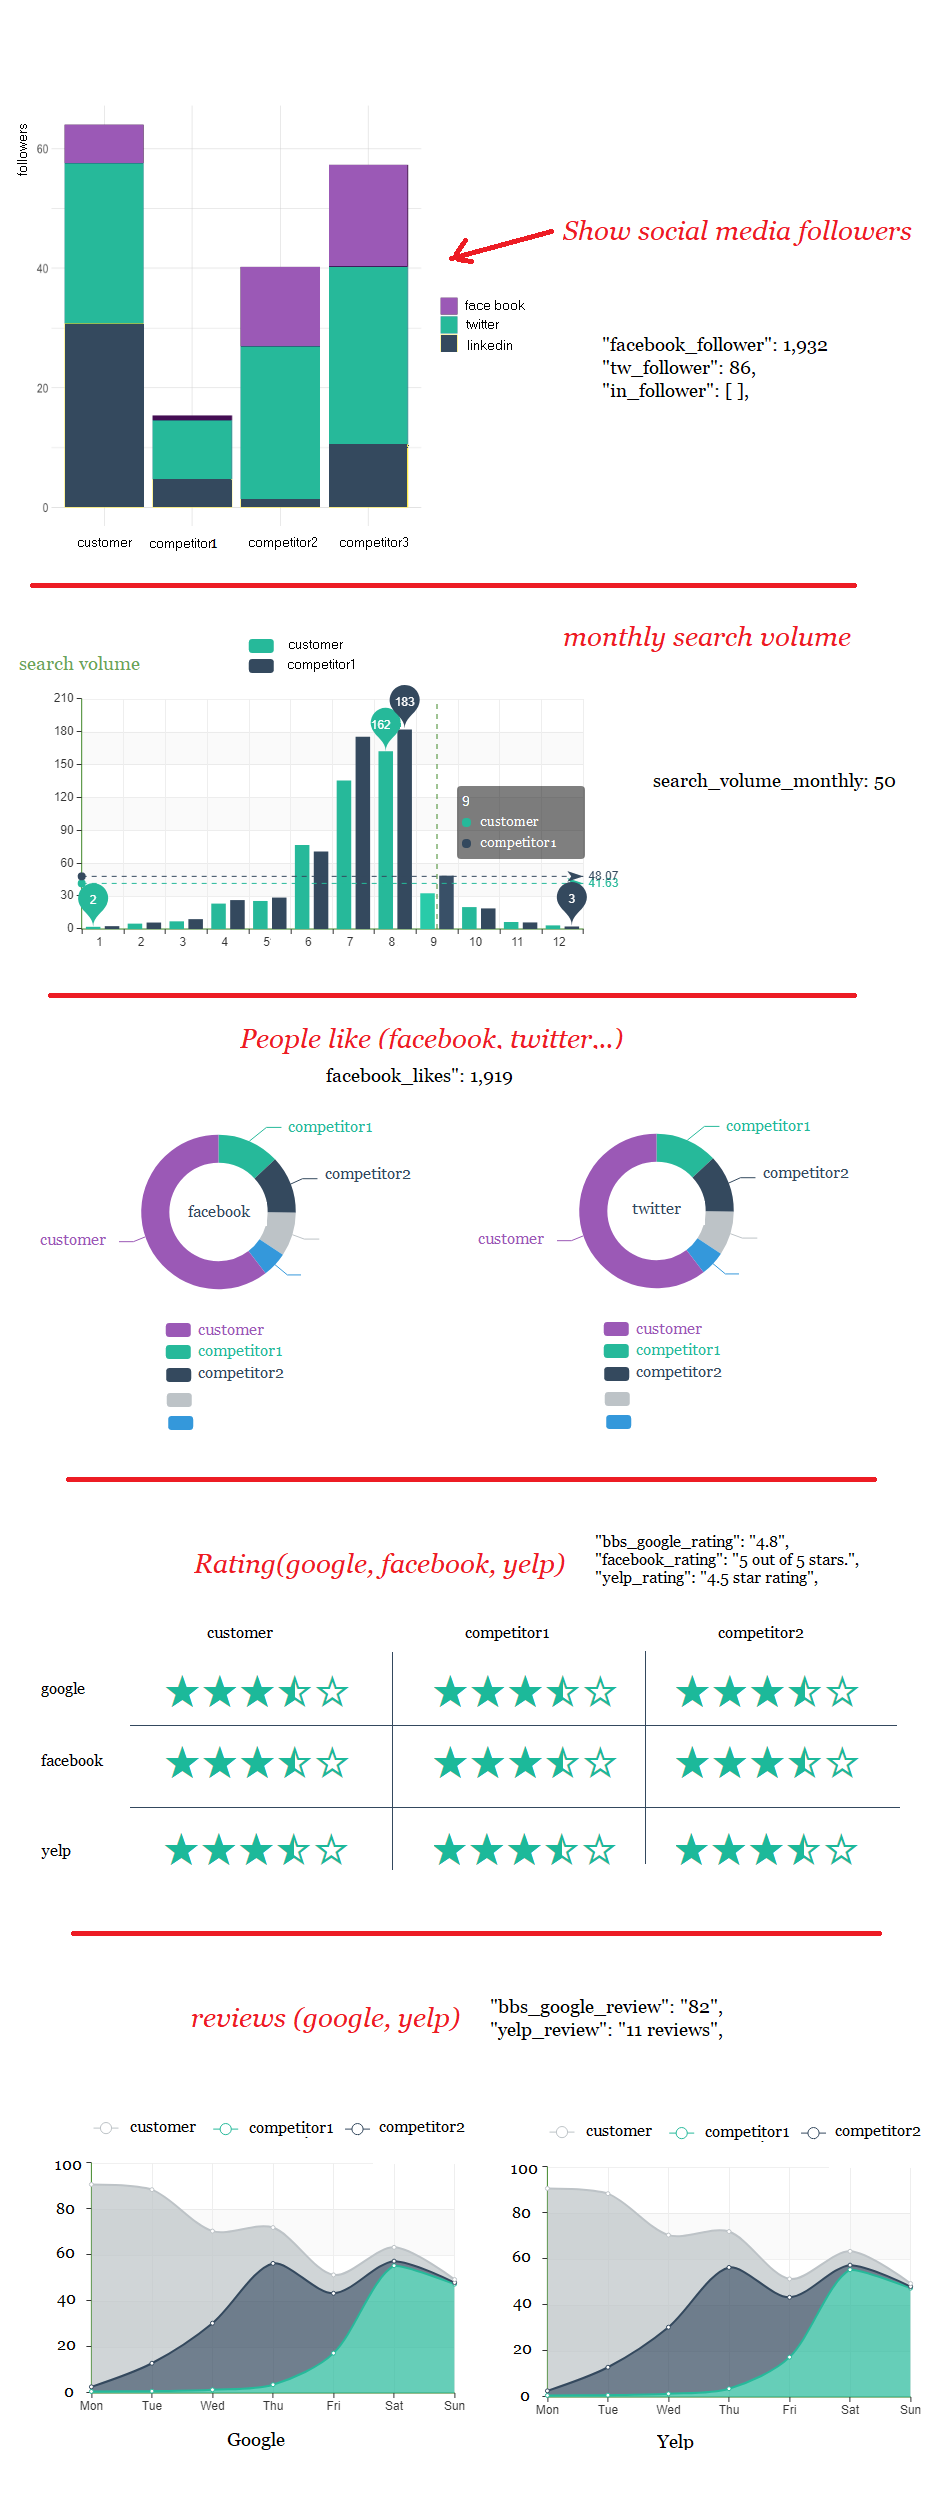 followers
60
40
20
0
customer
competitor1
competitor2
competitor3
Show social media followers
face book
twitter
linkedin
"facebook_follower": 1,932
"tw_follower": 86,
"in_follower": [ ],
monthly search volume
customer
competitor1
search volume
210
180
150
120
90
60
30
0
162
183
2
3
9
customer
competitor1
48.07
41.63
1 2 3 4 5 6 7 8 9 10 11 12
search_volume_monthly: 50
People like (facebook, twitter,..)
facebook_likes": 1,919
competitor1
competitor2
facebook
customer
customer
competitor1
competitor2
competitor1
competitor2
twitter
customer
customer
competitor1
competitor2
Rating(google, facebook, yelp)
"bbs_google_rating": "4.8",
"facebook_rating": "5 out of 5 stars.",
"yelp_rating": "4.5 star rating",
customer competitor1 competitor2
google
facebook
yelp
reviews (google, yelp)
"bbs_google_review": "82",
"yelp_review": "11 reviews",
customer competitor1 competitor2
100
80
60
40
20
0
Mon Tue Wed Thu Fri Sat Sun
Google
customer competitor1 competitor2
100
80
60
40
20
0
Mon Tue Wed Thu Fri Sat Sun
Yelp